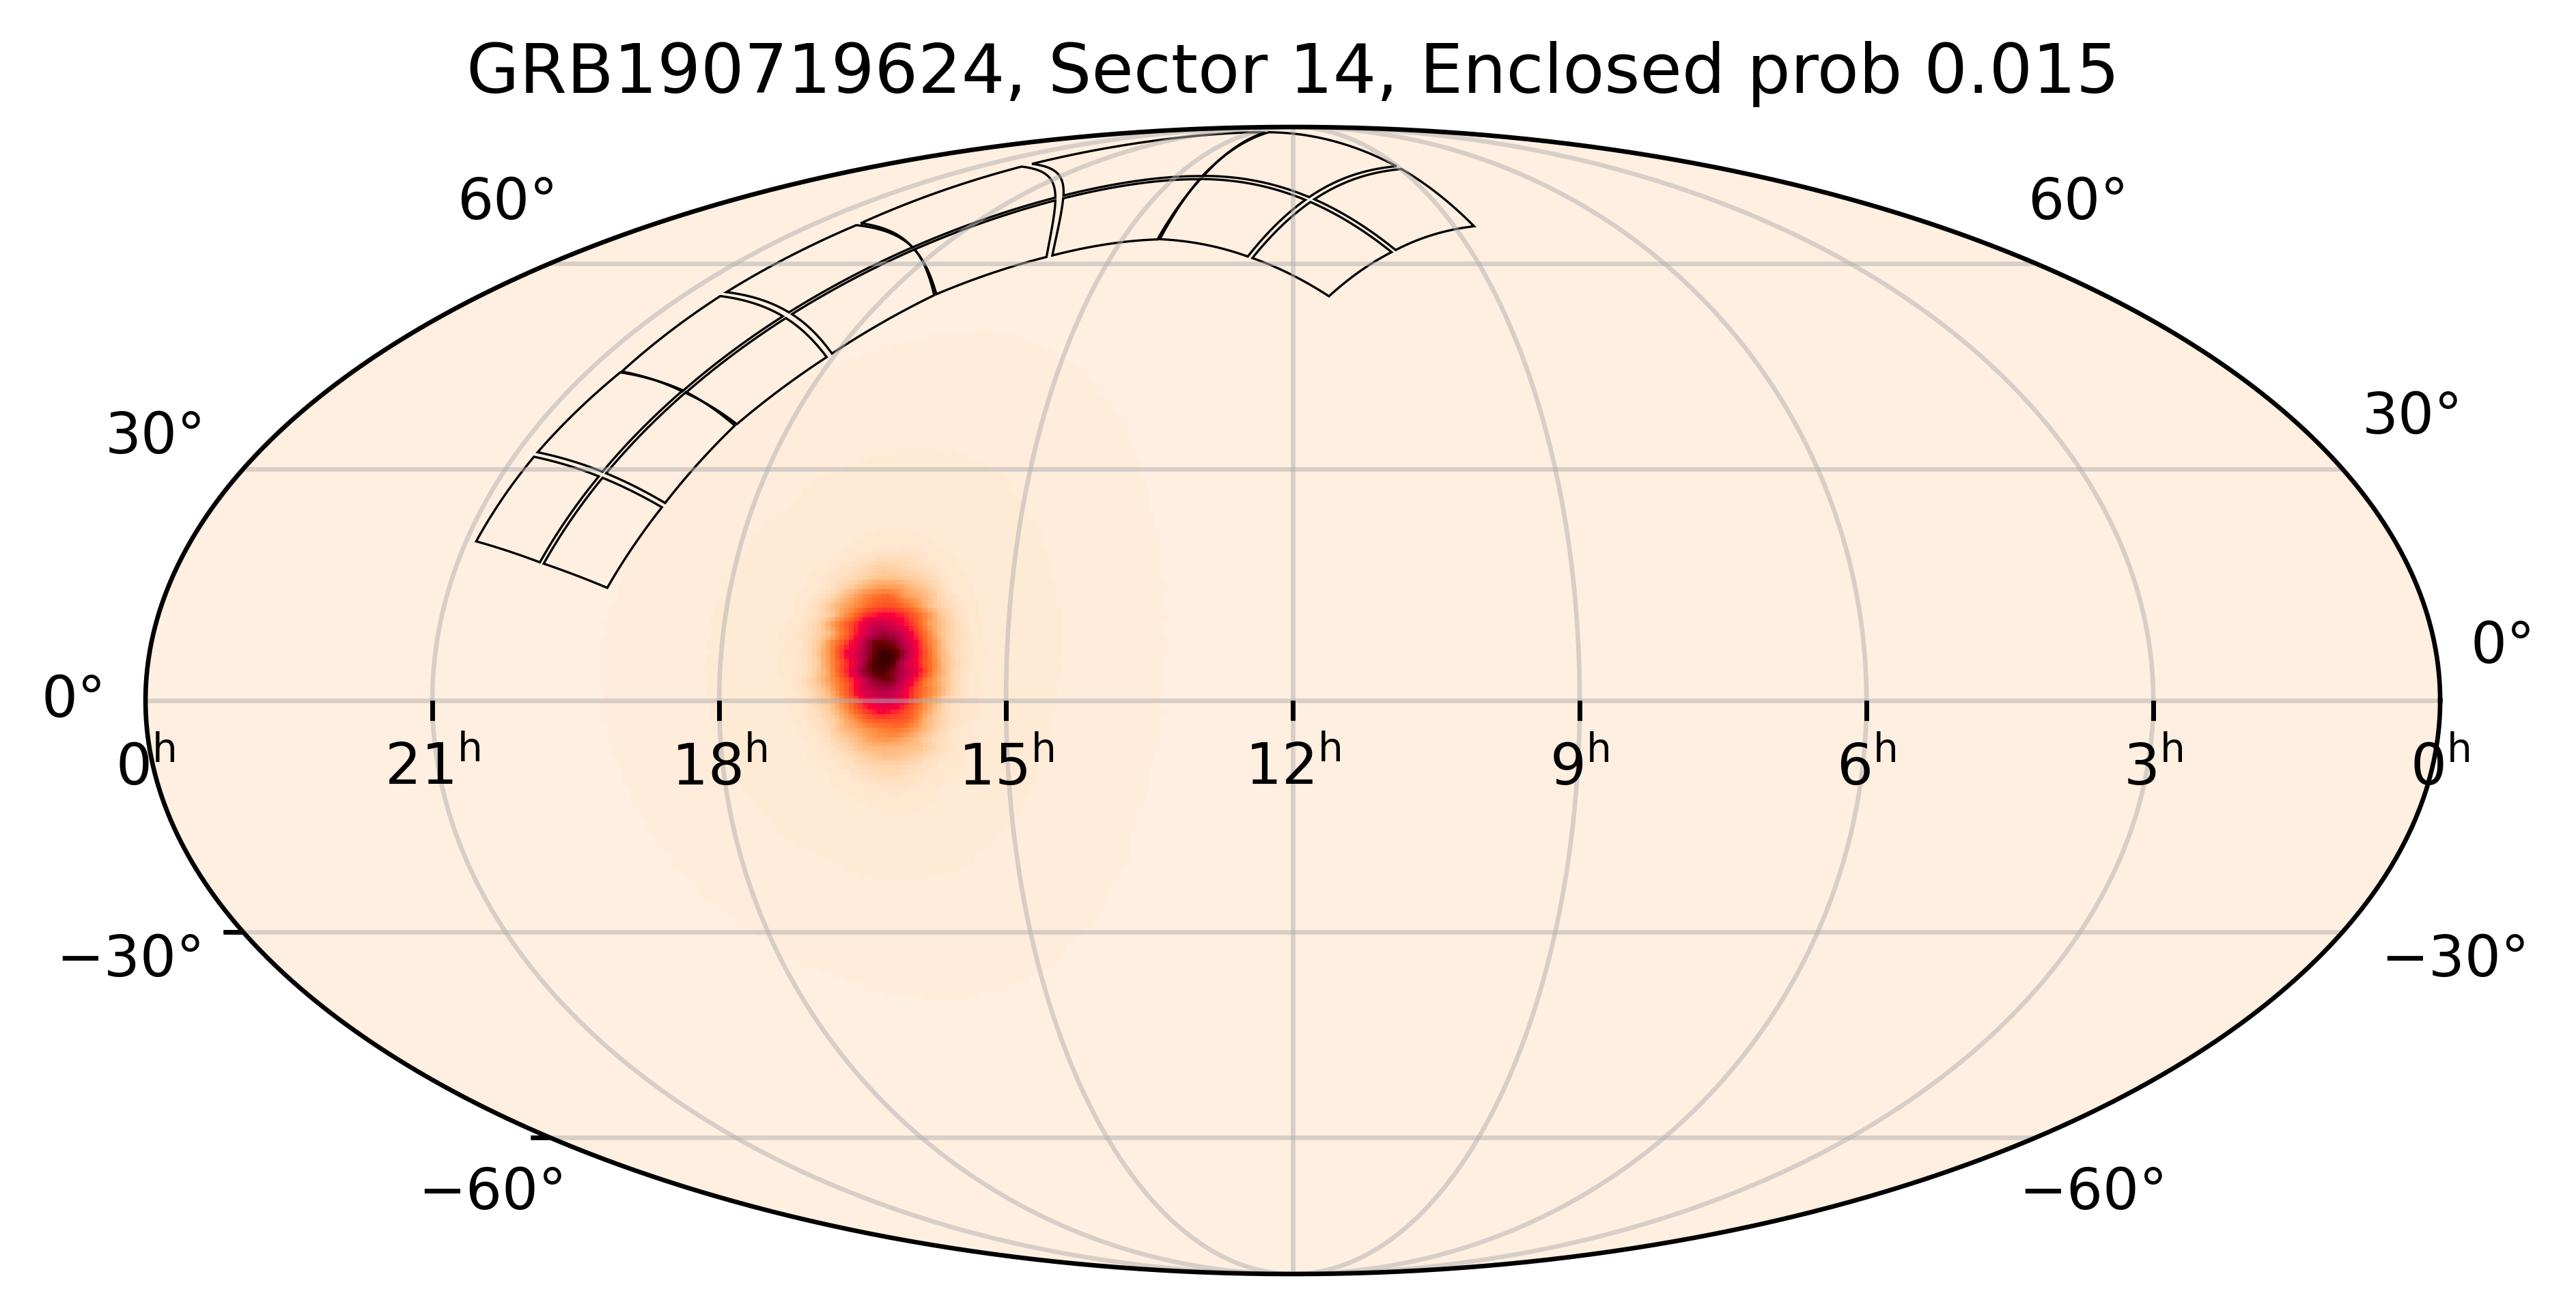 GRB190719624, Sector 14, Enclosed prob 0.015
60° 60°
30° 30°
0° 0°
0ʰ 21ʰ 18ʰ 15ʰ 12ʰ 9ʰ 6ʰ 3ʰ 0ʰ
−30° −30°
−60° −60°